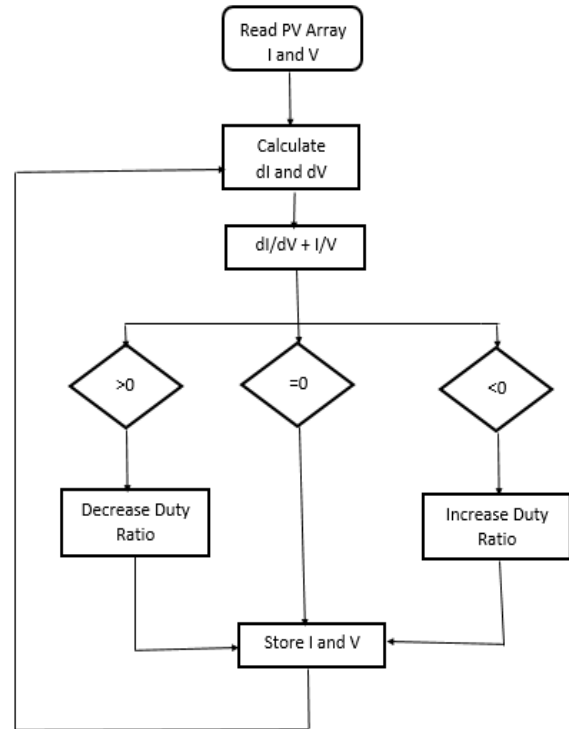 Read PV Array
I and V
Calculate
dI and dV
dI/dV + I/V
>0
=0
<0
Decrease Duty
Ratio
Increase Duty
Ratio
Store I and V